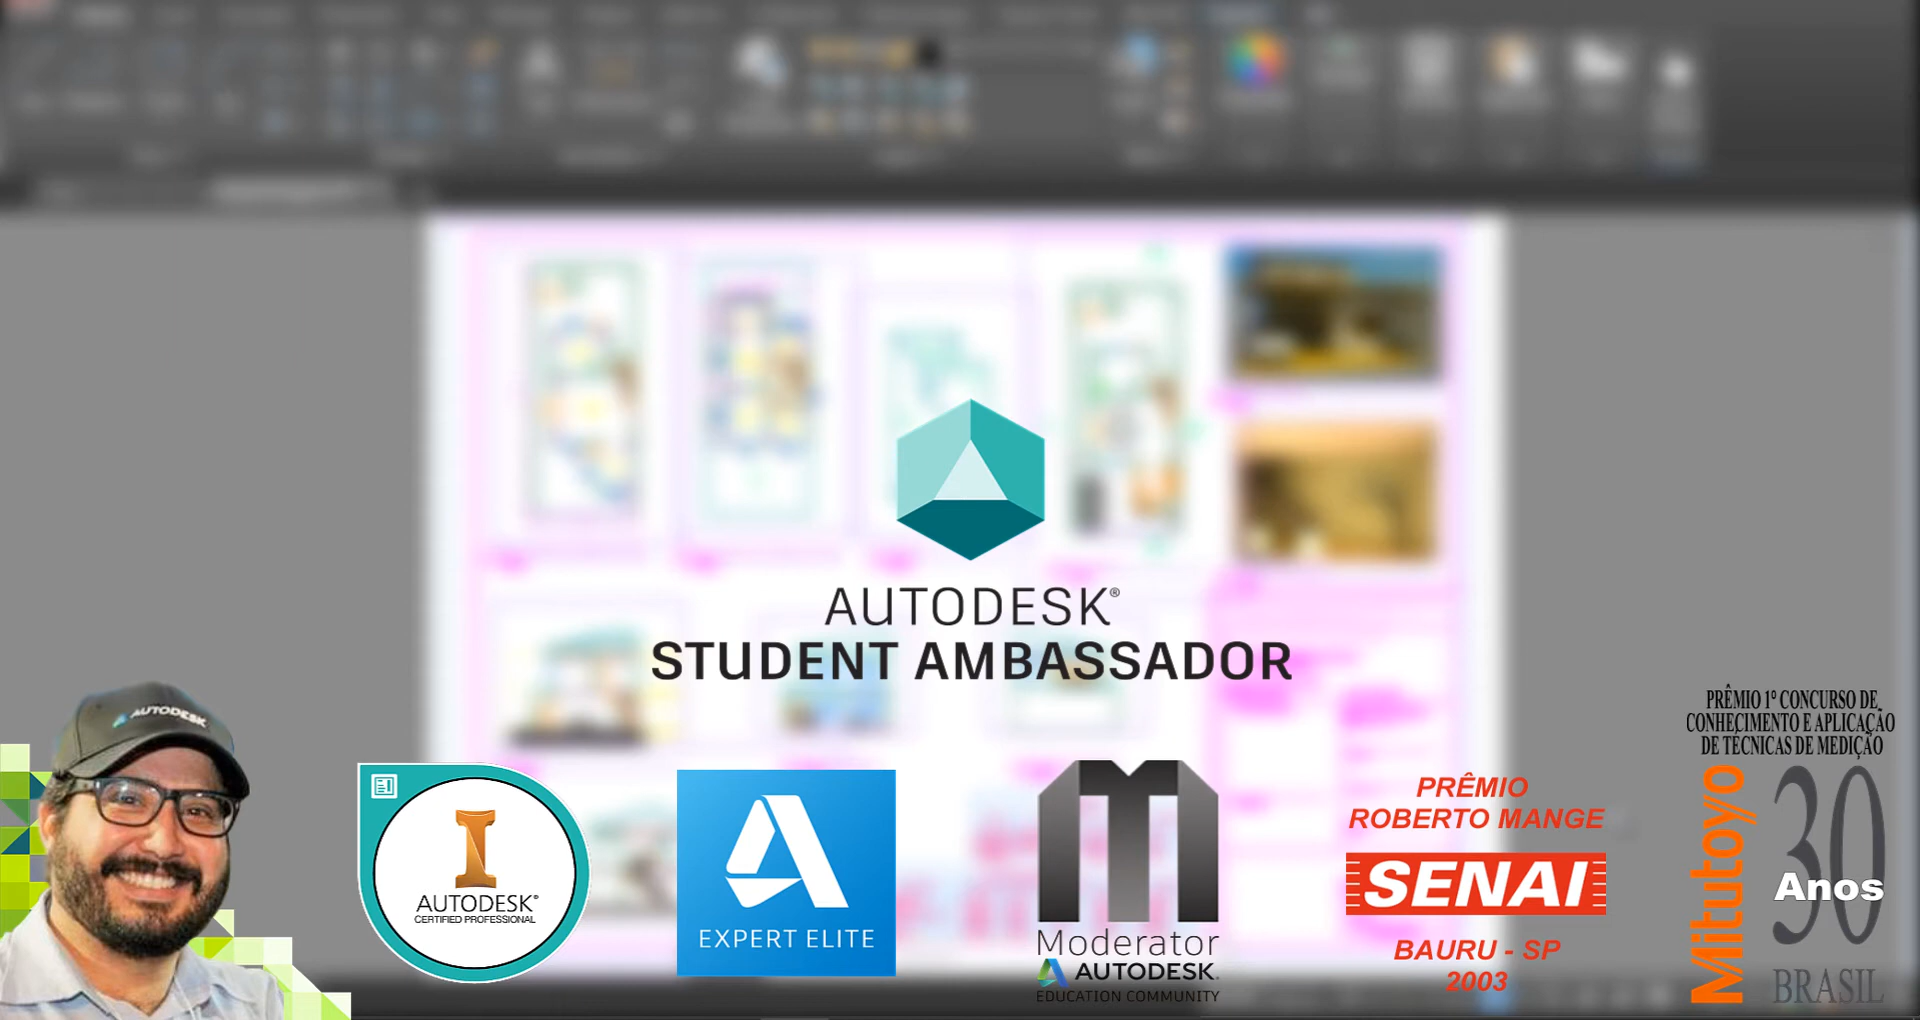 AUTODESK®
STUDENT AMBASSADOR
AUTODESK
AUTODESK®
CERTIFIED PROFESSIONAL
EXPERT ELITE
Moderator
AUTODESK.
EDUCATION COMMUNITY
PRÊMIO
ROBERTO MANGE
SENAI
BAURU - SP
2003
PRÊMIO 1º CONCURSO DE
CONHECIMENTO E APLICAÇÃO
DE TÉCNICAS DE MEDIÇÃO
Mitutoyo
30
Anos
BRASIL